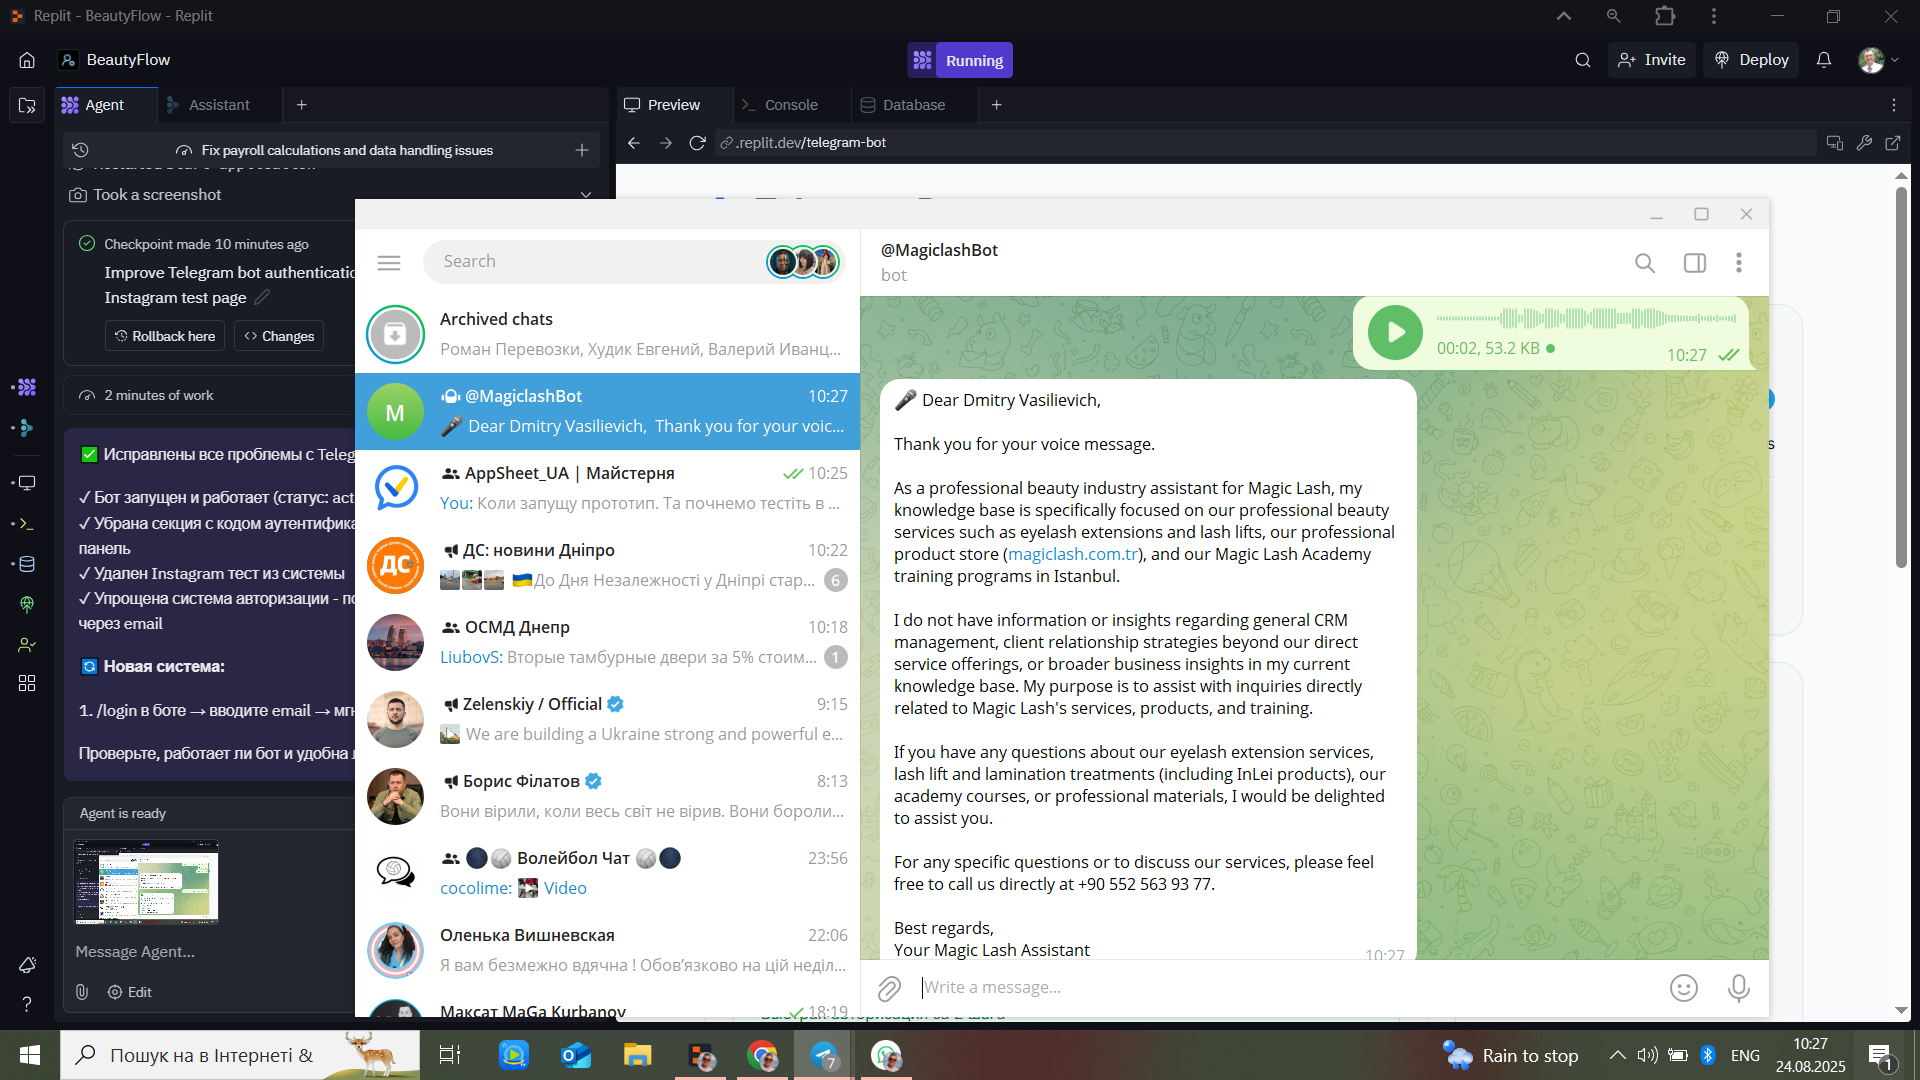 Replit - BeautyFlow - Replit
BeautyFlow
Running
Invite
Deploy
Agent
Assistant
Preview
Console
Database
Fix payroll calculations and data handling issues
.replit.dev/telegram-bot
Took a screenshot
Checkpoint made 10 minutes ago
Improve Telegram bot authenticatio
Instagram test page
Rollback here
Changes
2 minutes of work
✅ Исправлены все проблемы с Teleg
✓ Бот запущен и работает (статус: act
✓ Убрана секция с кодом аутентифика
панель
✓ Удален Instagram тест из системы
✓ Упрощена система авторизации - по
через email
🔄 Новая система:
1. /login в боте → вводите email → мгн
Проверьте, работает ли бот и удобна л
Agent is ready
Message Agent...
Edit
Search
Archived chats
Роман Перевозки, Худик Евгений, Валерий Иванц...
M
@MagiclashBot
10:27
🎤 Dear Dmitry Vasilievich, Thank you for your voic...
AppSheet_UA | Майстерня
10:25
You: Коли запущу прототип. Та почнемо тестіть в ...
ДС
ДС: новини Дніпро
10:22
🇺🇦До Дня Незалежності у Дніпрі стар...
6
ОСМД Днепр
10:18
LiubovS: Вторые тамбурные двери за 5% стоим...
1
Zelenskiy / Official
9:15
We are building a Ukraine strong and powerful e...
Борис Філатов
8:13
Вони вірили, коли весь світ не вірив. Вони бороли...
Волейбол Чат
23:56
cocolime: Video
Оленька Вишневская
22:06
Я вам безмежно вдячна ! Обов’язково на цій неділ...
Максат MaGa Kurbanov
18:19
@MagiclashBot
bot
00:02, 53.2 KB
10:27
🎤 Dear Dmitry Vasilievich,
Thank you for your voice message.
As a professional beauty industry assistant for Magic Lash, my
knowledge base is specifically focused on our professional beauty
services such as eyelash extensions and lash lifts, our professional
product store (magiclash.com.tr), and our Magic Lash Academy
training programs in Istanbul.
I do not have information or insights regarding general CRM
management, client relationship strategies beyond our direct
service offerings, or broader business insights in my current
knowledge base. My purpose is to assist with inquiries directly
related to Magic Lash's services, products, and training.
If you have any questions about our eyelash extension services,
lash lift and lamination treatments (including InLei products), our
academy courses, or professional materials, I would be delighted
to assist you.
For any specific questions or to discuss our services, please feel
free to call us directly at +90 552 563 93 77.
Best regards,
Your Magic Lash Assistant
10:27
Write a message...
s
Пошук на в Інтернеті &
7
Rain to stop
ENG
10:27
24.08.2025
1